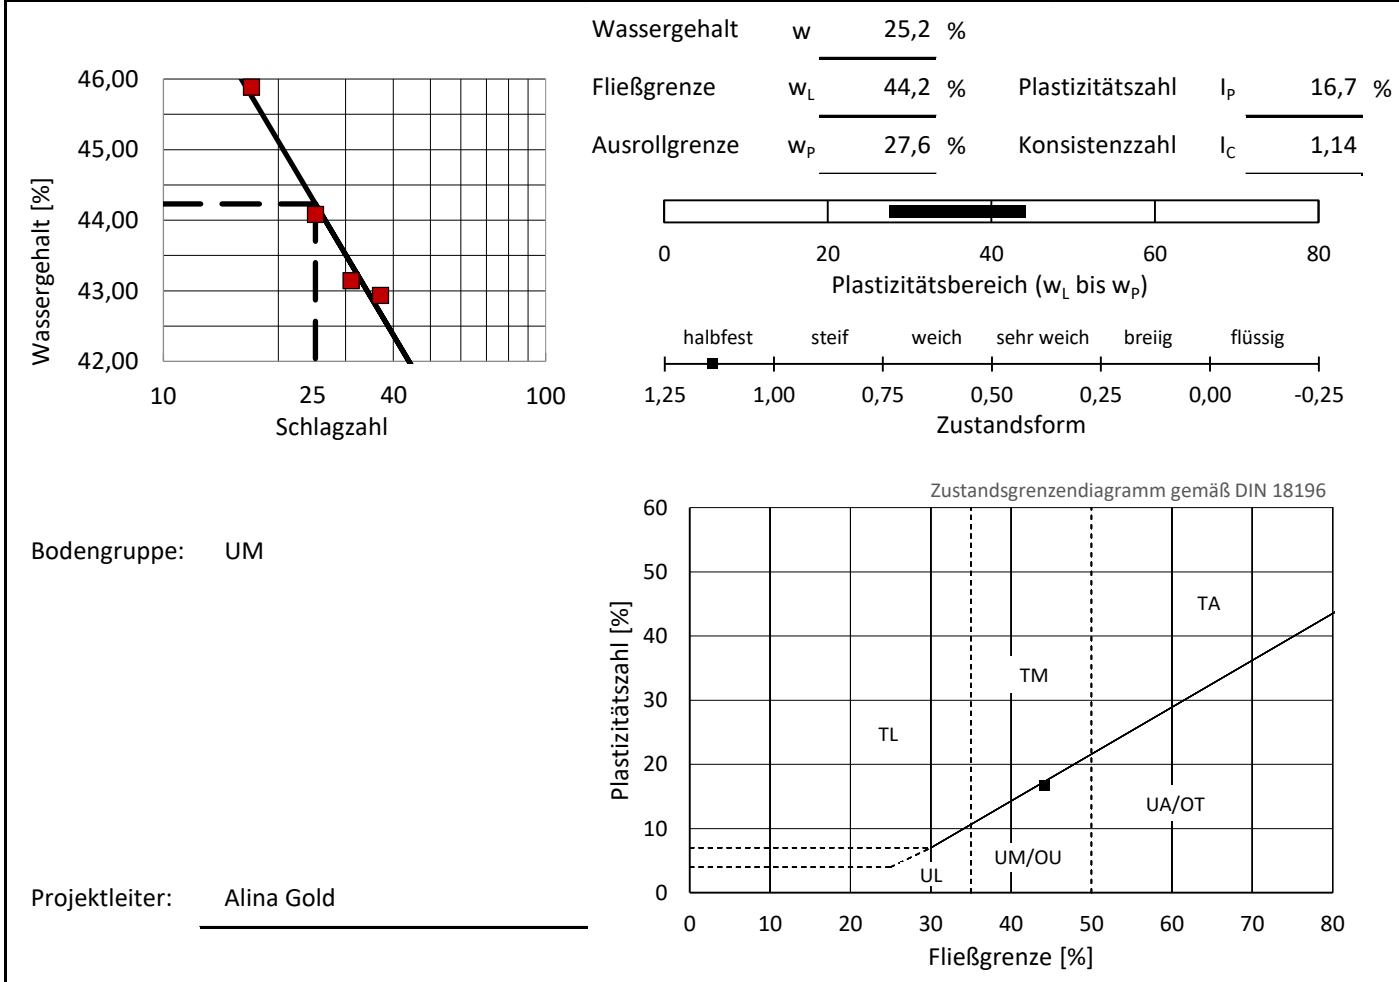 Wassergehalt w 25,2 %
Fließgrenze wL 44,2 % Plastizitätszahl IP 16,7 %
Ausrollgrenze wP 27,6 % Konsistenzzahl IC 1,14
46,00
45,00
44,00
43,00
42,00
Wassergehalt [%]
10 25 40 100
Schlagzahl
0 20 40 60 80
Plastizitätsbereich (wL bis wP)
halbfest steif weich sehr weich breiig flüssig
1,25 1,00 0,75 0,50 0,25 0,00 -0,25
Zustandsform
Bodengruppe: UM
Projektleiter: Alina Gold
Zustandsgrenzendiagramm gemäß DIN 18196
60
50
40
30
20
10
0
Plastizitätszahl [%]
TA
TM
TL
UA/OT
UM/OU
UL
0 10 20 30 40 50 60 70 80
Fließgrenze [%]